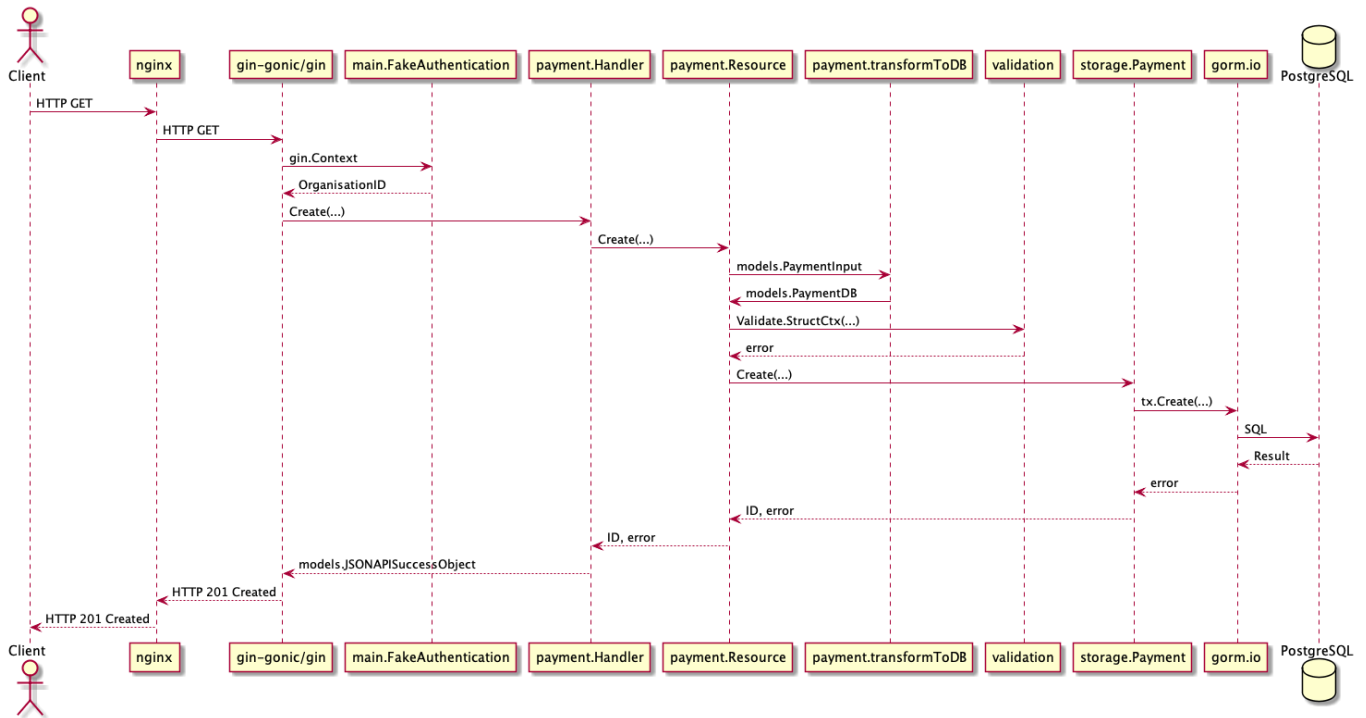 Client
nginx
gin-gonic/gin
main.FakeAuthentication
payment.Handler
payment.Resource
payment.transformToDB
validation
storage.Payment
gorm.io
PostgreSQL
HTTP GET
HTTP GET
gin.Context
OrganisationID
Create(...)
Create(...)
models.PaymentInput
models.PaymentDB
Validate.StructCtx(...)
error
Create(...)
tx.Create(...)
SQL
Result
error
ID, error
ID, error
models.JSONAPISuccessObject
HTTP 201 Created
HTTP 201 Created
Client
nginx
gin-gonic/gin
main.FakeAuthentication
payment.Handler
payment.Resource
payment.transformToDB
validation
storage.Payment
gorm.io
PostgreSQL